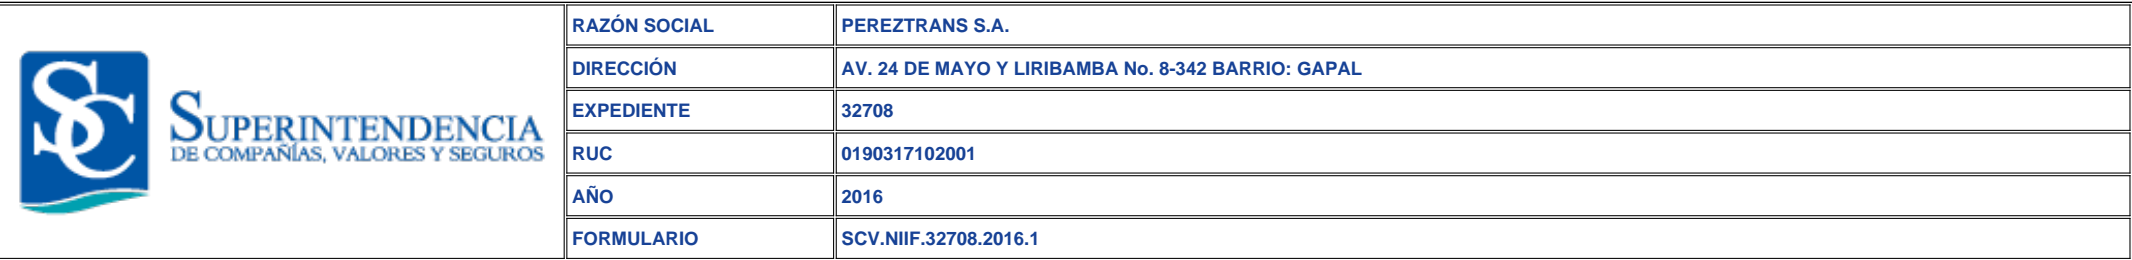 SC
SUPERINTENDENCIA
DE COMPAÑÍAS, VALORES Y SEGUROS
RAZÓN SOCIAL PEREZTRANS S.A.
DIRECCIÓN AV. 24 DE MAYO Y LIRIBAMBA No. 8-342 BARRIO: GAPAL
EXPEDIENTE 32708
RUC 0190317102001
AÑO 2016
FORMULARIO SCV.NIIF.32708.2016.1